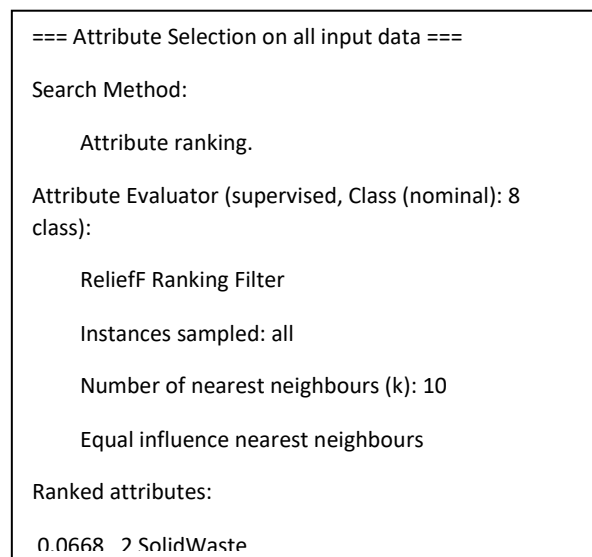 === Attribute Selection on all input data ===
Search Method:
Attribute ranking.
Attribute Evaluator (supervised, Class (nominal): 8
class):
ReliefF Ranking Filter
Instances sampled: all
Number of nearest neighbours (k): 10
Equal influence nearest neighbours
Ranked attributes:
0.0668 2 SolidWaste